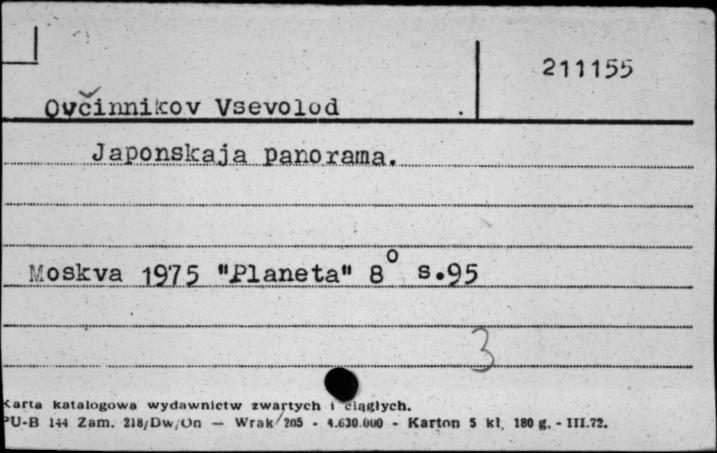 211155
Ovčinnikov Vsevolod
Japonskaja panorama.
Moskva 1975 "Planeta" 8° s.95
3
Karta katalogowa wydawnictw zwartych i ciągłych.
PU-B 144 Zam. 218/Dw/On — Wrak 205 - 4.630.000 - Karton 5 kl. 180 g. - III.72.